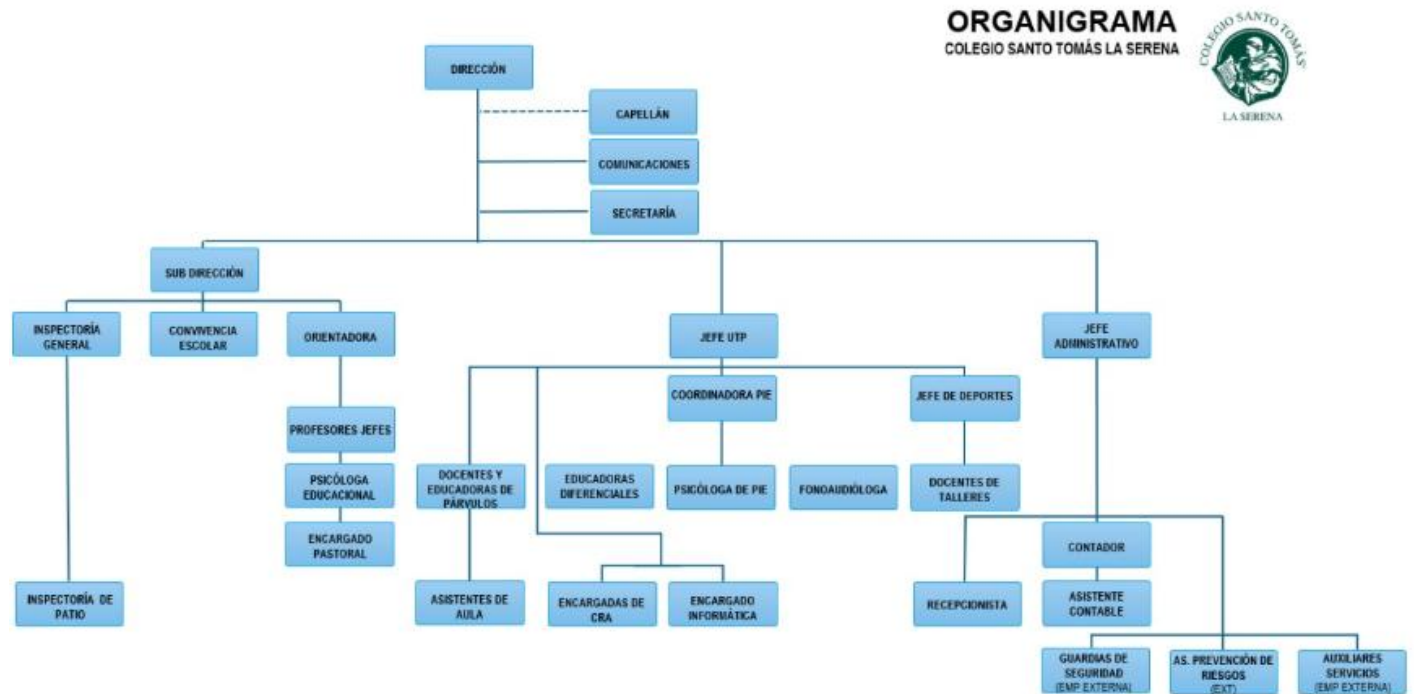 ORGANIGRAMA
COLEGIO SANTO TOMÁS LA SERENA
COLEGIO SANTO TOMÁS
LA SERENA
DIRECCIÓN
CAPELLÁN
COMUNICACIONES
SECRETARÍA
SUB DIRECCIÓN
INSPECTORÍA
GENERAL
CONVIVENCIA
ESCOLAR
ORIENTADORA
JEFE UTP
JEFE
ADMINISTRATIVO
COORDINADORA PIE
JEFE DE DEPORTES
PROFESORES JEFES
PSICÓLOGA
EDUCACIONAL
ENCARGADO
PASTORAL
DOCENTES Y
EDUCADORAS DE
PÁRVULOS
EDUCADORAS
DIFERENCIALES
PSICÓLOGA DE PIE
FONOAUDIÓLOGA
DOCENTES DE
TALLERES
CONTADOR
INSPECTORÍA DE
PATIO
ASISTENTES DE
AULA
ENCARGADAS DE
CRA
ENCARGADO
INFORMÁTICA
RECEPCIONISTA
ASISTENTE
CONTABLE
GUARDIAS DE
SEGURIDAD
(EMP EXTERNA)
AS. PREVENCIÓN DE
RIESGOS
(EXT)
AUXILIARES
SERVICIOS
(EMP EXTERNA)